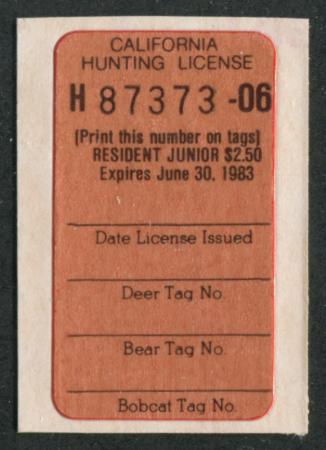 CALIFORNIA
HUNTING LICENSE
H 87373 -06
(Print this number on tags)
RESIDENT JUNIOR $2.50
Expires June 30, 1983
Date License Issued
Deer Tag No.
Bear Tag No.
Bobcat Tag No.